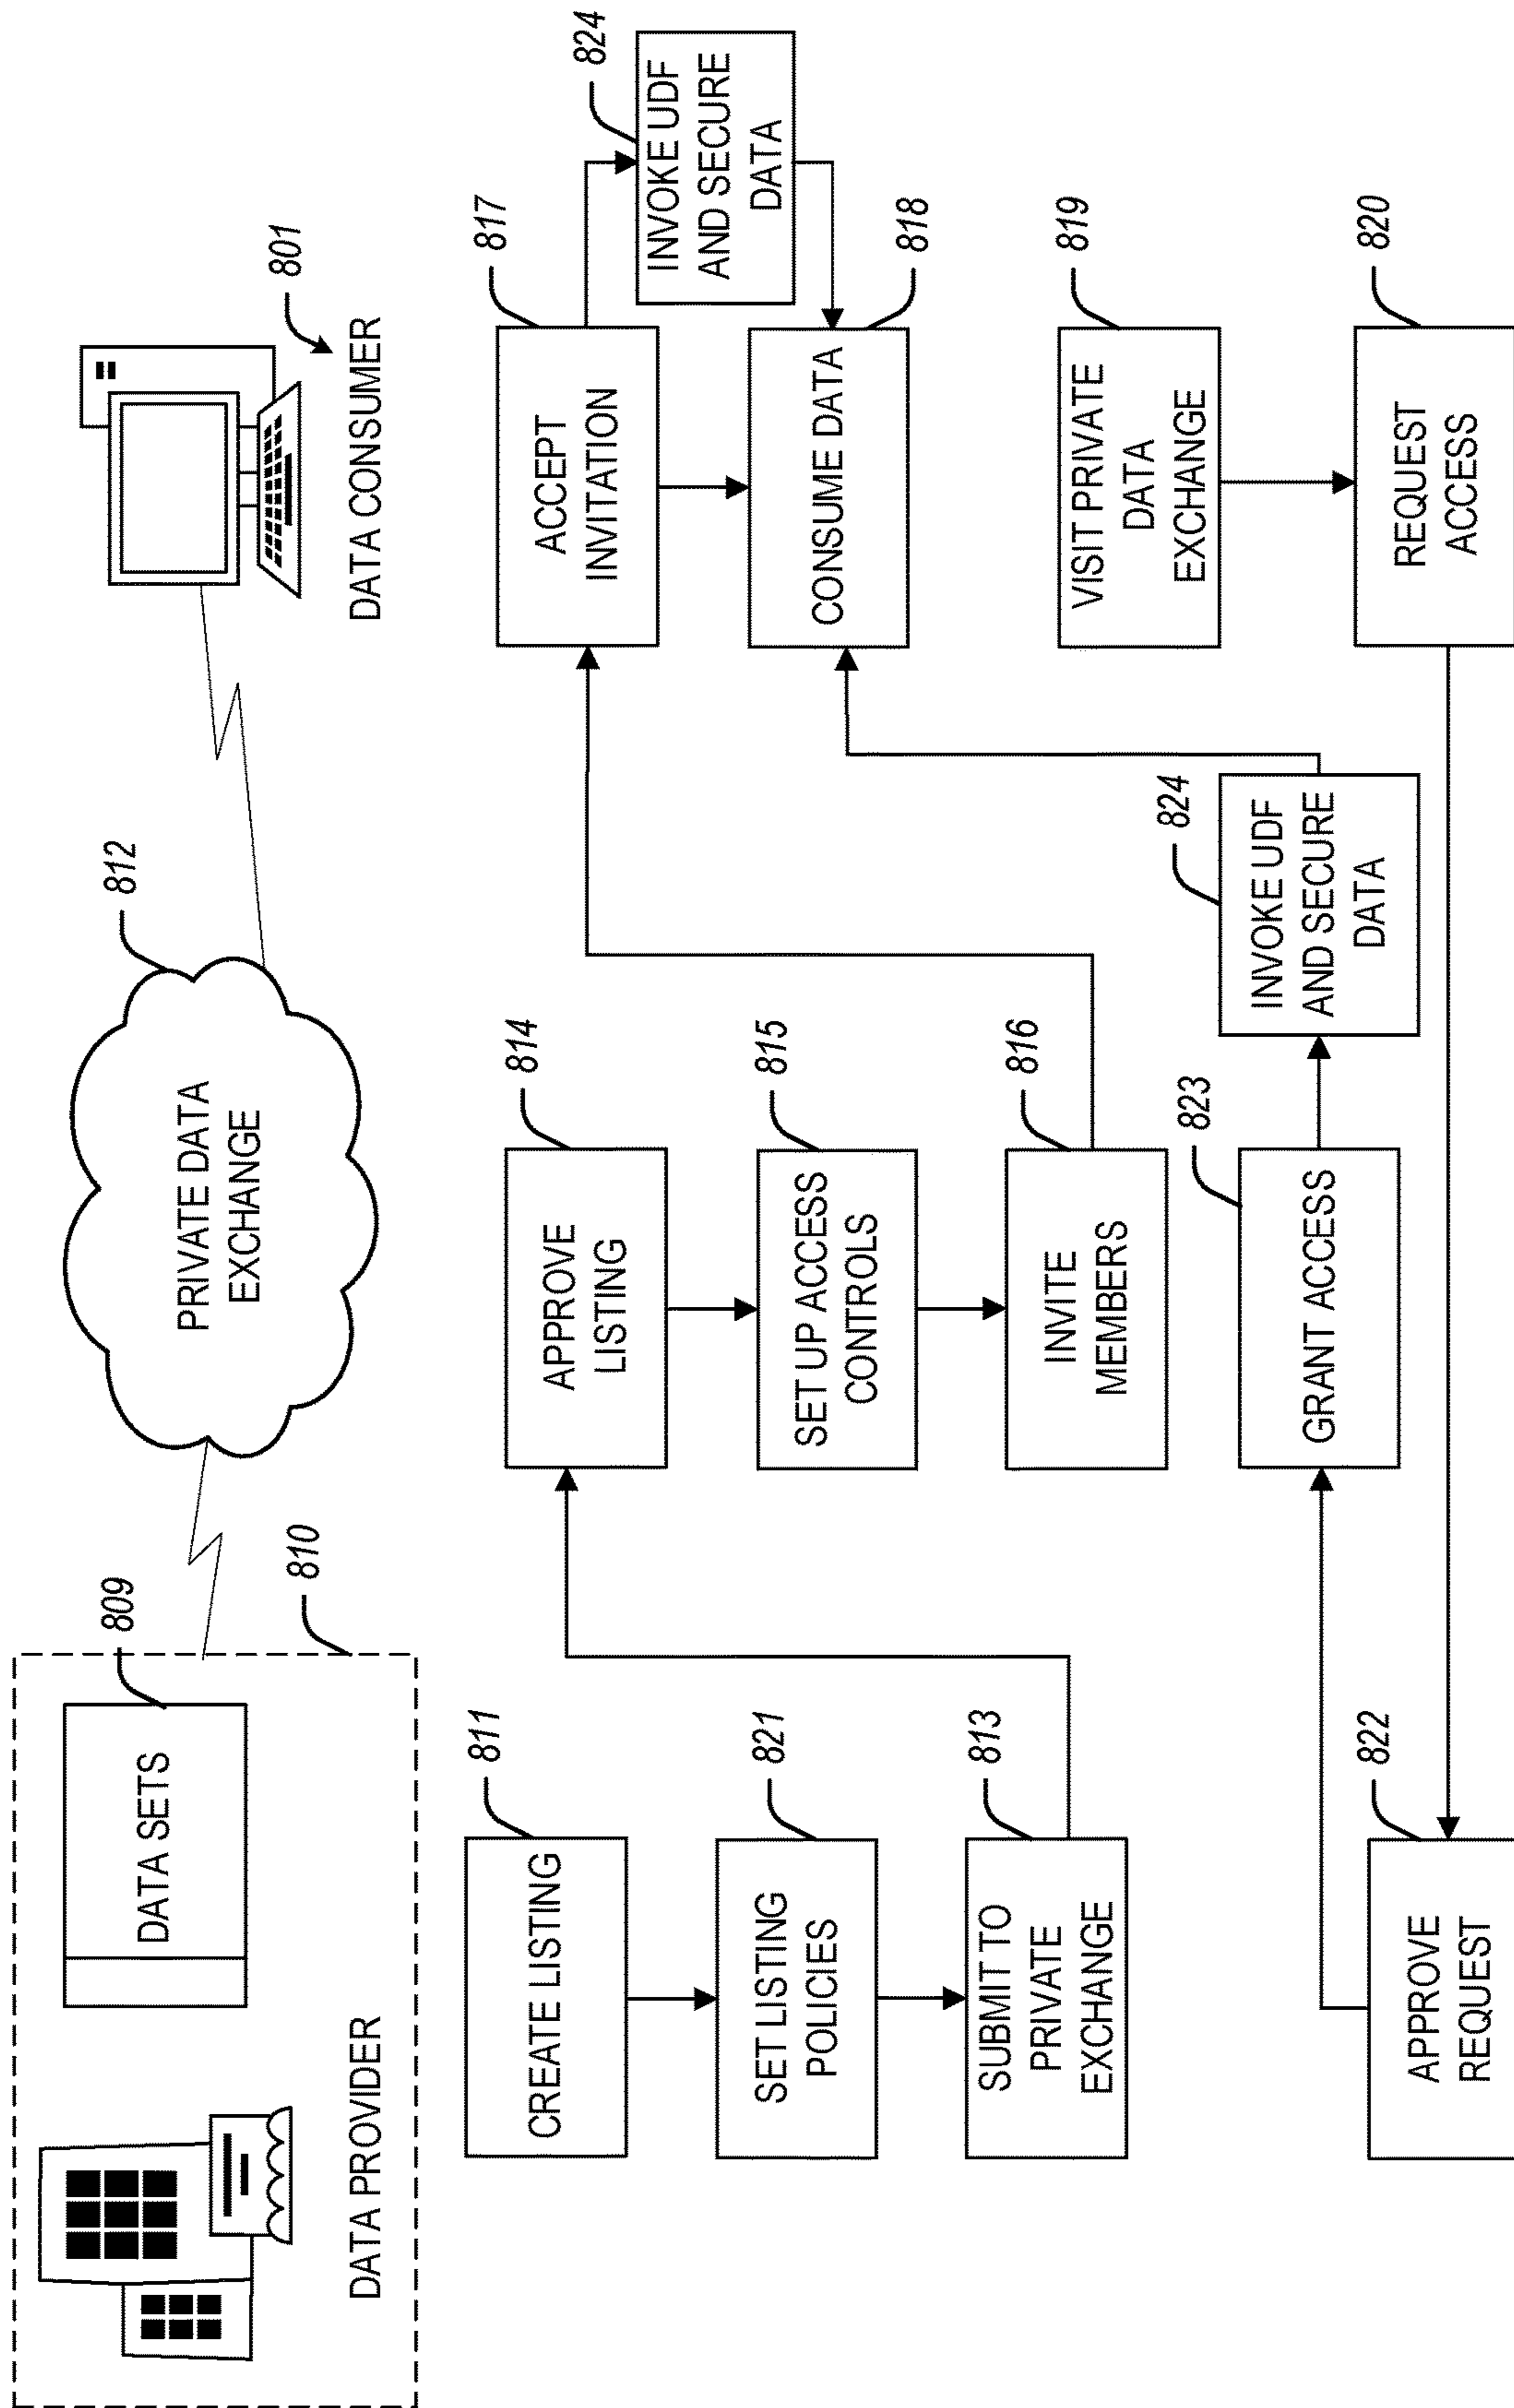 DATA SETS
809
810
DATA PROVIDER
PRIVATE DATA
EXCHANGE
812
801
DATA CONSUMER
CREATE LISTING
811
SET LISTING
POLICIES
821
SUBMIT TO
PRIVATE
EXCHANGE
813
APPROVE
LISTING
814
SET UP ACCESS
CONTROLS
815
INVITE
MEMBERS
816
ACCEPT
INVITATION
817
INVOKE UDF
AND SECURE
DATA
824
CONSUME DATA
818
VISIT PRIVATE
DATA
EXCHANGE
819
REQUEST
ACCESS
820
APPROVE
REQUEST
822
GRANT ACCESS
823
INVOKE UDF
AND SECURE
DATA
824